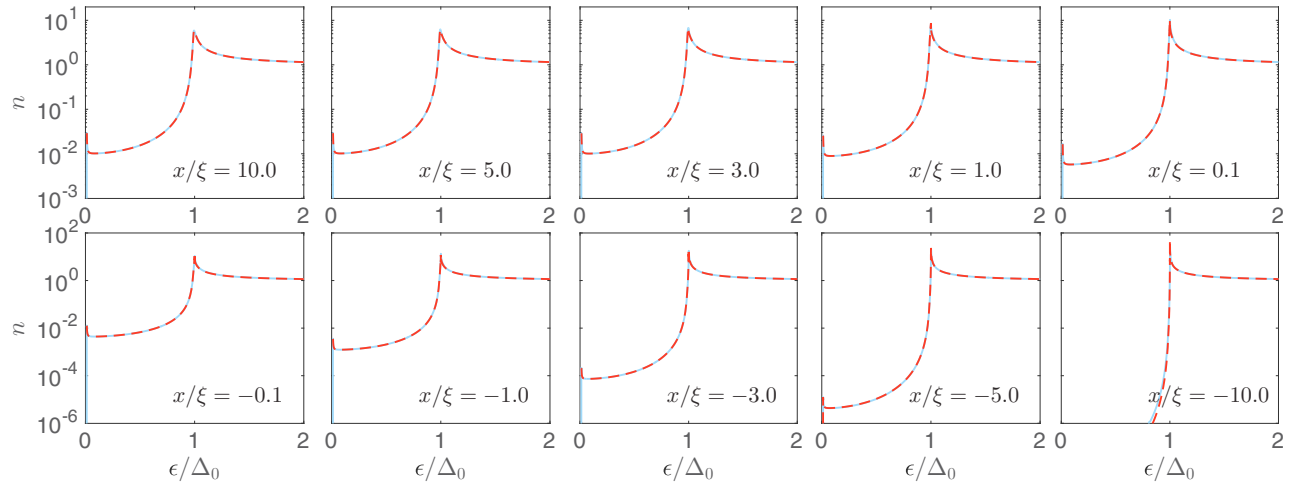 10^1
10^0
10^-1
10^-2
10^-3
n
x/ξ = 10.0
x/ξ = 5.0
x/ξ = 3.0
x/ξ = 1.0
x/ξ = 0.1
0 1 2
0 1 2
0 1 2
0 1 2
0 1 2
10^2
10^0
10^-2
10^-4
10^-6
n
x/ξ = −0.1
x/ξ = −1.0
x/ξ = −3.0
x/ξ = −5.0
x/ξ = −10.0
0 1 2
0 1 2
0 1 2
0 1 2
0 1 2
ϵ/Δ₀
ϵ/Δ₀
ϵ/Δ₀
ϵ/Δ₀
ϵ/Δ₀